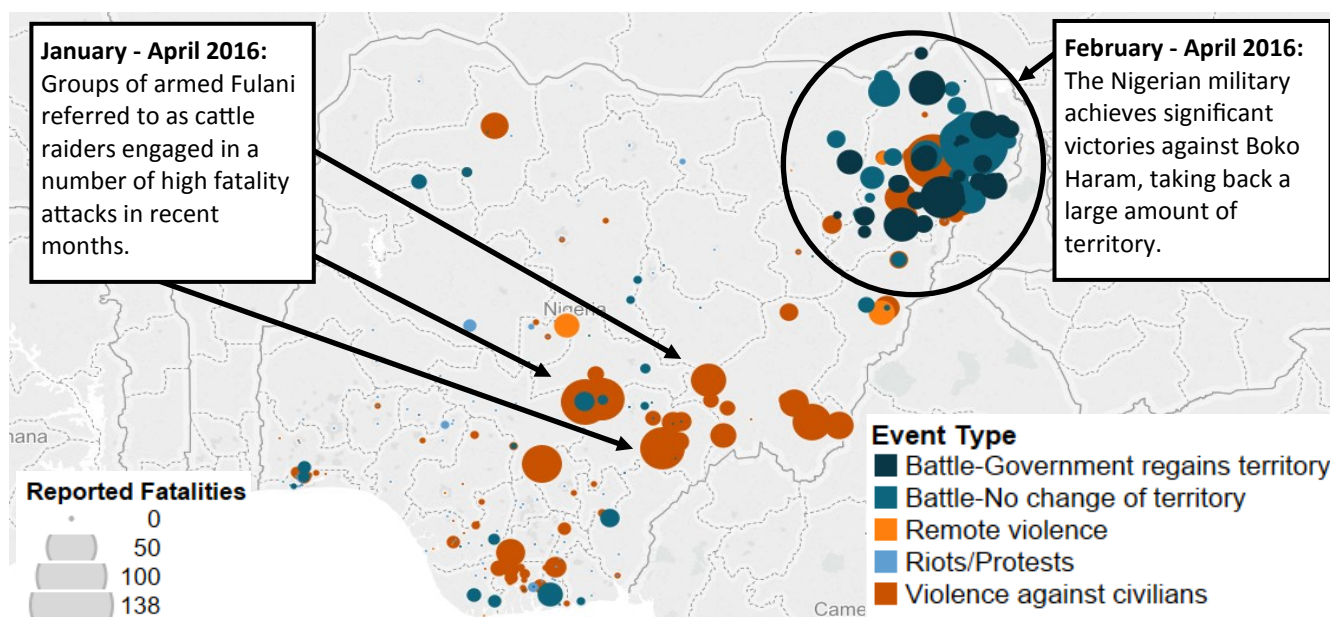 January - April 2016:
Groups of armed Fulani
referred to as cattle
raiders engaged in a
number of high fatality
attacks in recent
months.
February - April 2016:
The Nigerian military
achieves significant
victories against Boko
Haram, taking back a
large amount of
territory.
Nigeria
nana
Came
Reported Fatalities
0
50
100
138
Event Type
Battle-Government regains territory
Battle-No change of territory
Remote violence
Riots/Protests
Violence against civilians